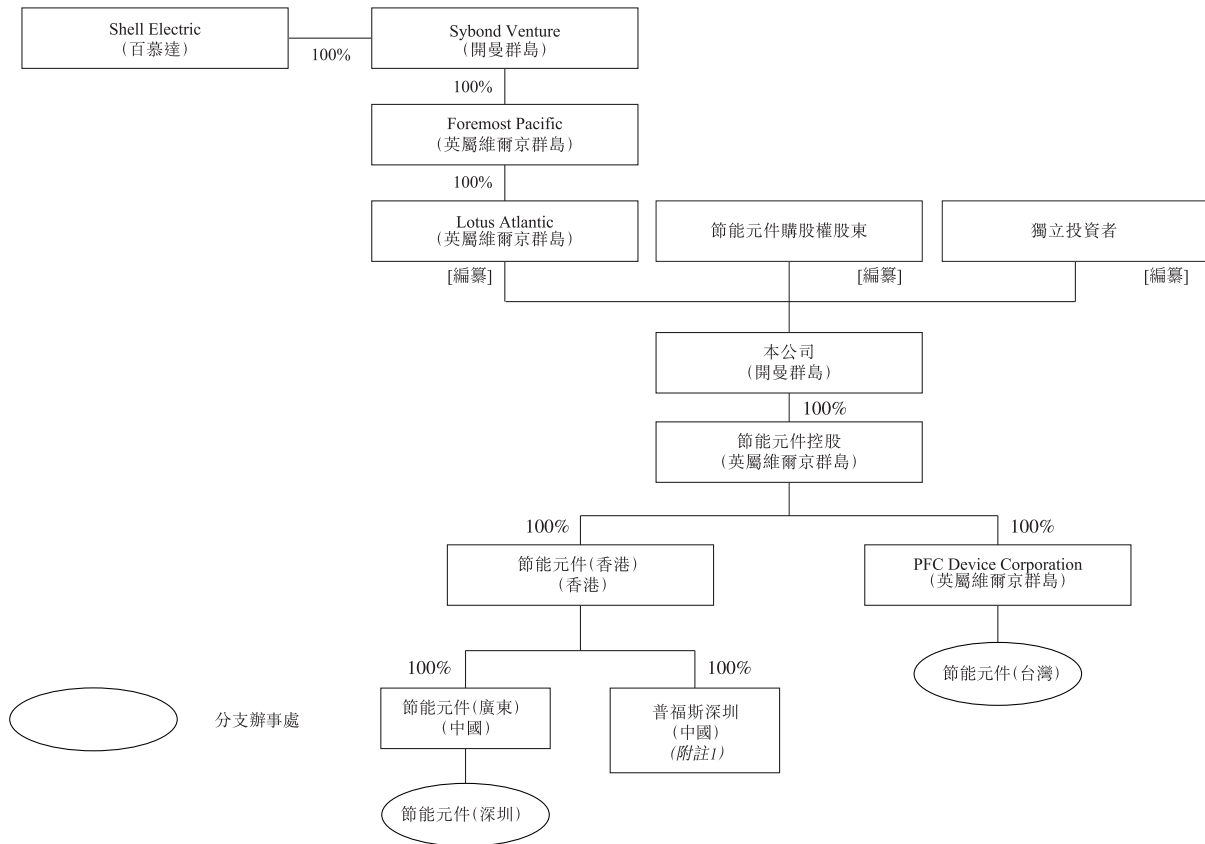 Shell Electric
(百慕達)
100%
Sybond Venture
(開曼群島)
100%
Foremost Pacific
(英屬維爾京群島)
100%
Lotus Atlantic
(英屬維爾京群島)
節能元件購股權股東
獨立投資者
[編纂]
[編纂]
[編纂]
本公司
(開曼群島)
100%
節能元件控股
(英屬維爾京群島)
100%
100%
節能元件(香港)
(香港)
PFC Device Corporation
(英屬維爾京群島)
100%
100%
節能元件(台灣)
節能元件(廣東)
(中國)
普福斯深圳
(中國)
(附註1)
分支辦事處
節能元件(深圳)